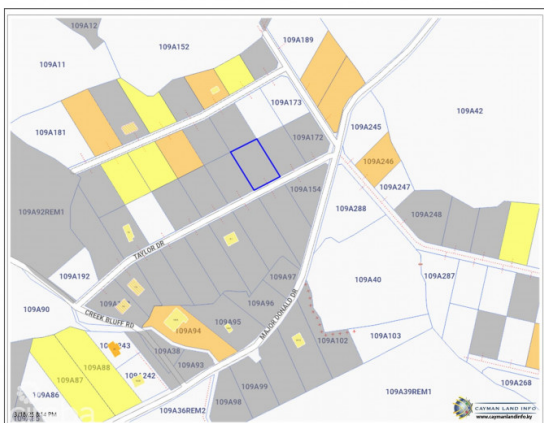 109A12
109A152
109A189
109A11
109A42
109A173
109A181
109A245
109A172
109A246
109A247
109A154
109A92REM1
109A288
109A248
TAYLOR DR
109A192
109A97
109A40
109A287
109A90
109A96
CREEK BLUFF RD
109A95
109A94
MAJOR DONALD DR
109A102
109A103
109A38
109A88
109A93
109A87
109A86
109A99
109A268
109A98
109A39REM1
109A36REM2
CAYMAN LAND INFO
www.caymanlandinfo.ky